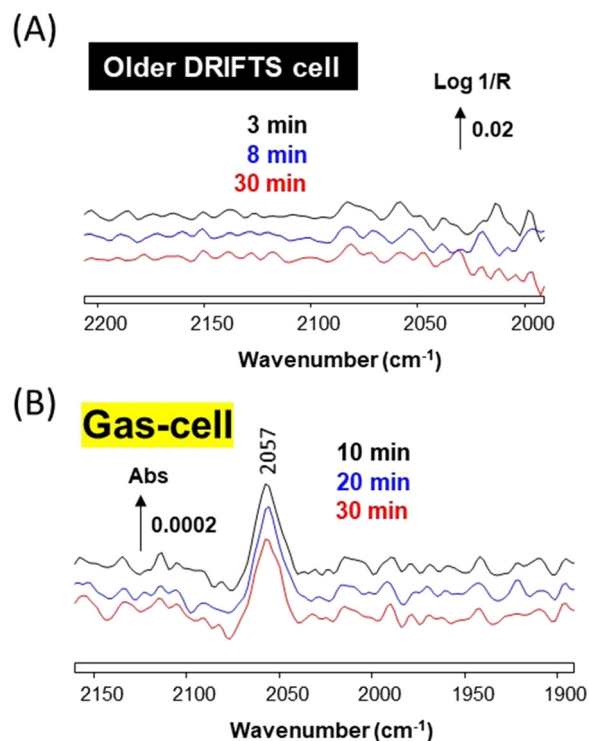 (A)
Older DRIFTS cell
Log 1/R
0.02
3 min
8 min
30 min
2200 2150 2100 2050 2000
Wavenumber (cm⁻¹)
(B)
Gas-cell
2057
10 min
20 min
30 min
Abs
0.0002
2150 2100 2050 2000 1950 1900
Wavenumber (cm⁻¹)